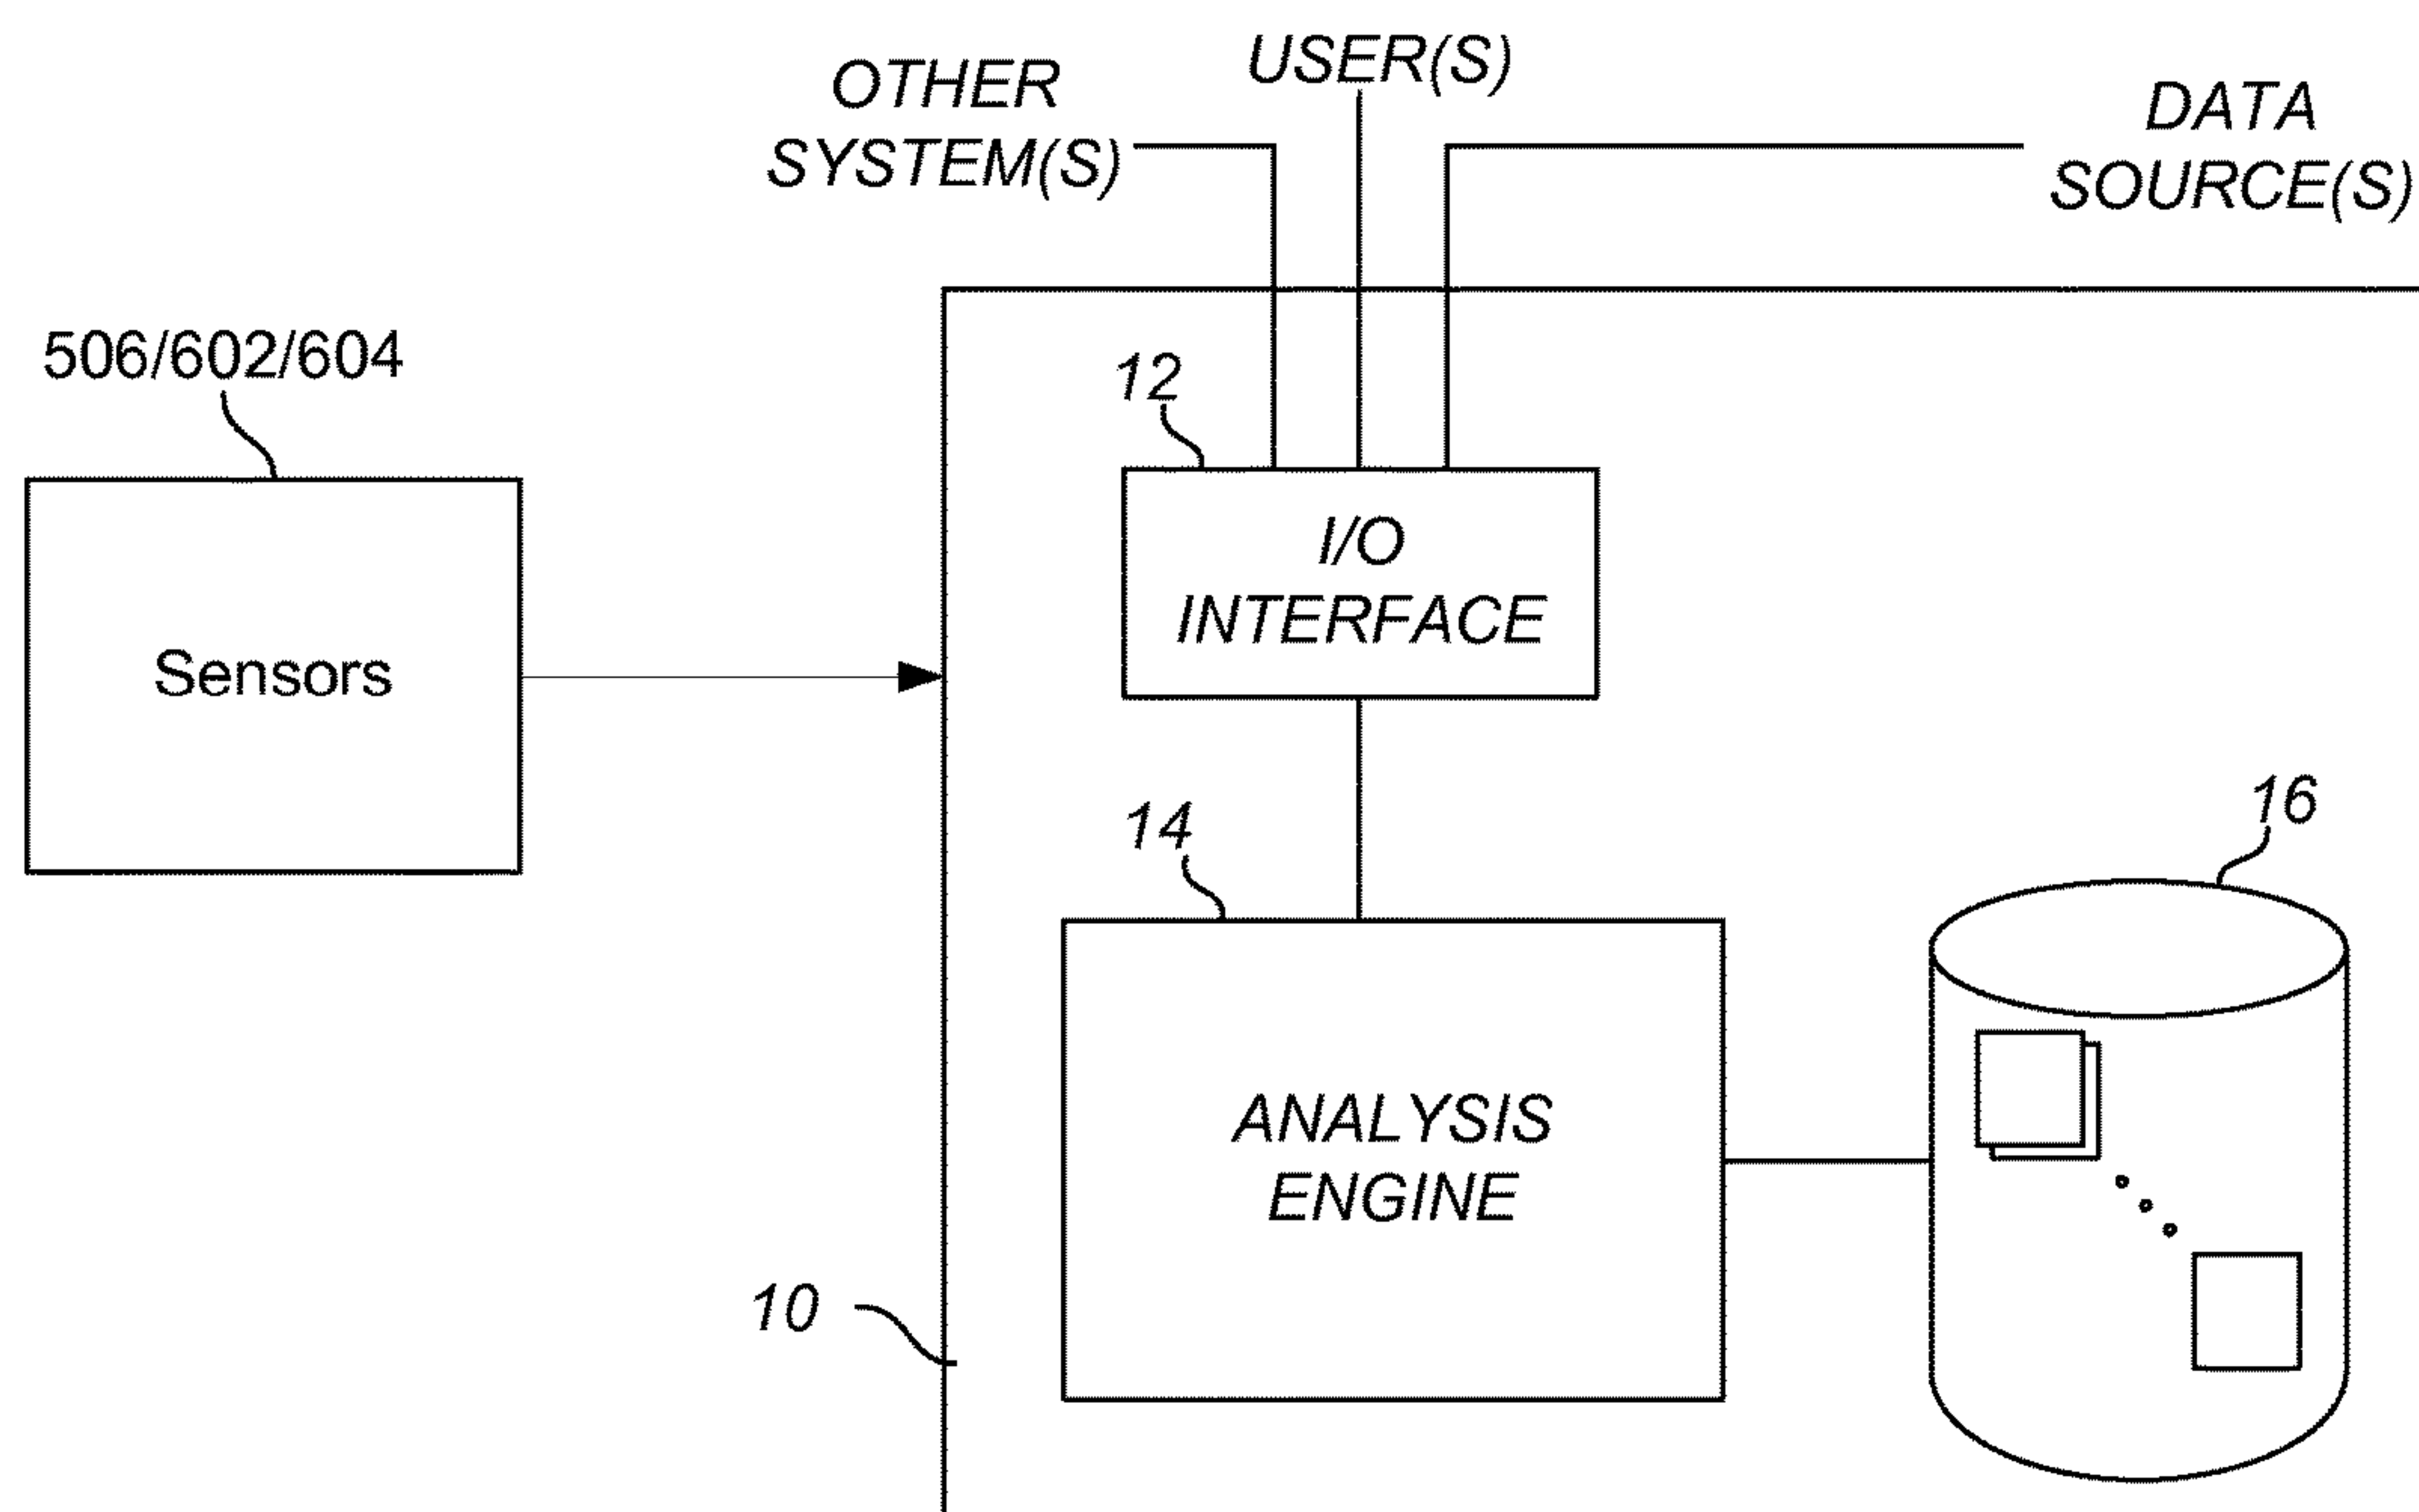 OTHER
SYSTEM(S)
USER(S)
DATA
SOURCE(S)
506/602/604
12
I/O
INTERFACE
Sensors
14
16
ANALYSIS
ENGINE
10